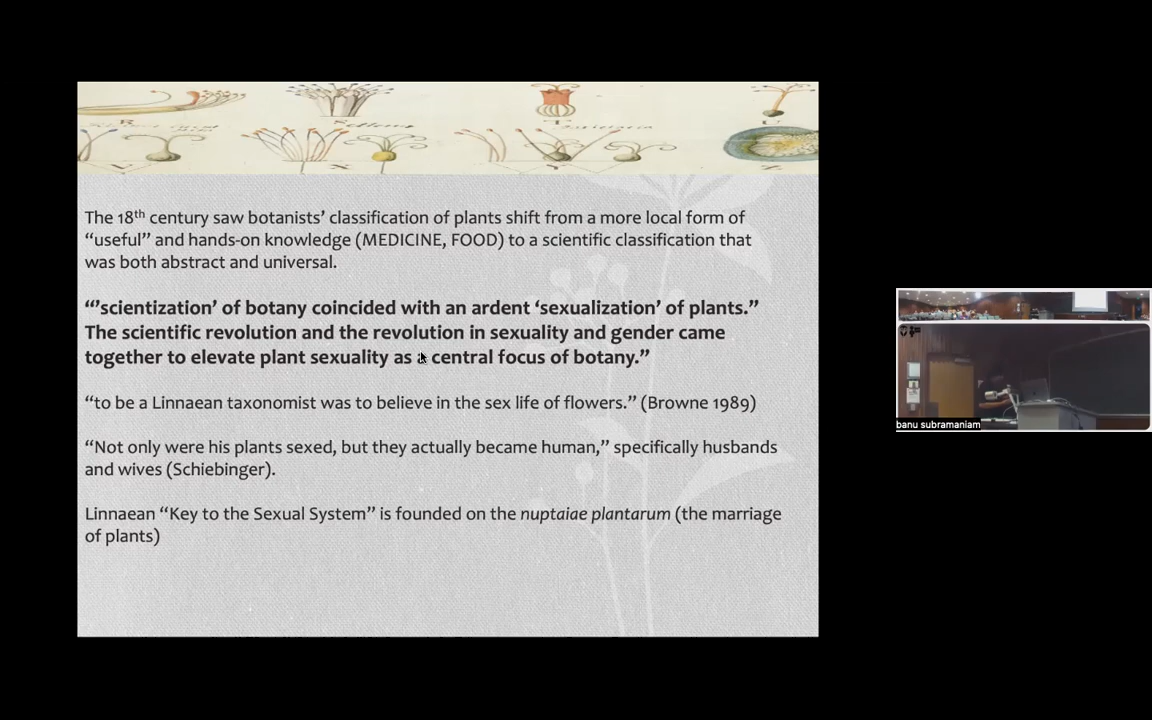 The 18th century saw botanists’ classification of plants shift from a more local form of
“useful” and hands-on knowledge (MEDICINE, FOOD) to a scientific classification that
was both abstract and universal.
“’scientization’ of botany coincided with an ardent ‘sexualization’ of plants.”
The scientific revolution and the revolution in sexuality and gender came
together to elevate plant sexuality as a central focus of botany.”
“to be a Linnaean taxonomist was to believe in the sex life of flowers.” (Browne 1989)
“Not only were his plants sexed, but they actually became human,” specifically husbands
and wives (Schiebinger).
Linnaean “Key to the Sexual System” is founded on the nuptaiae plantarum (the marriage
of plants)
banu subramaniam